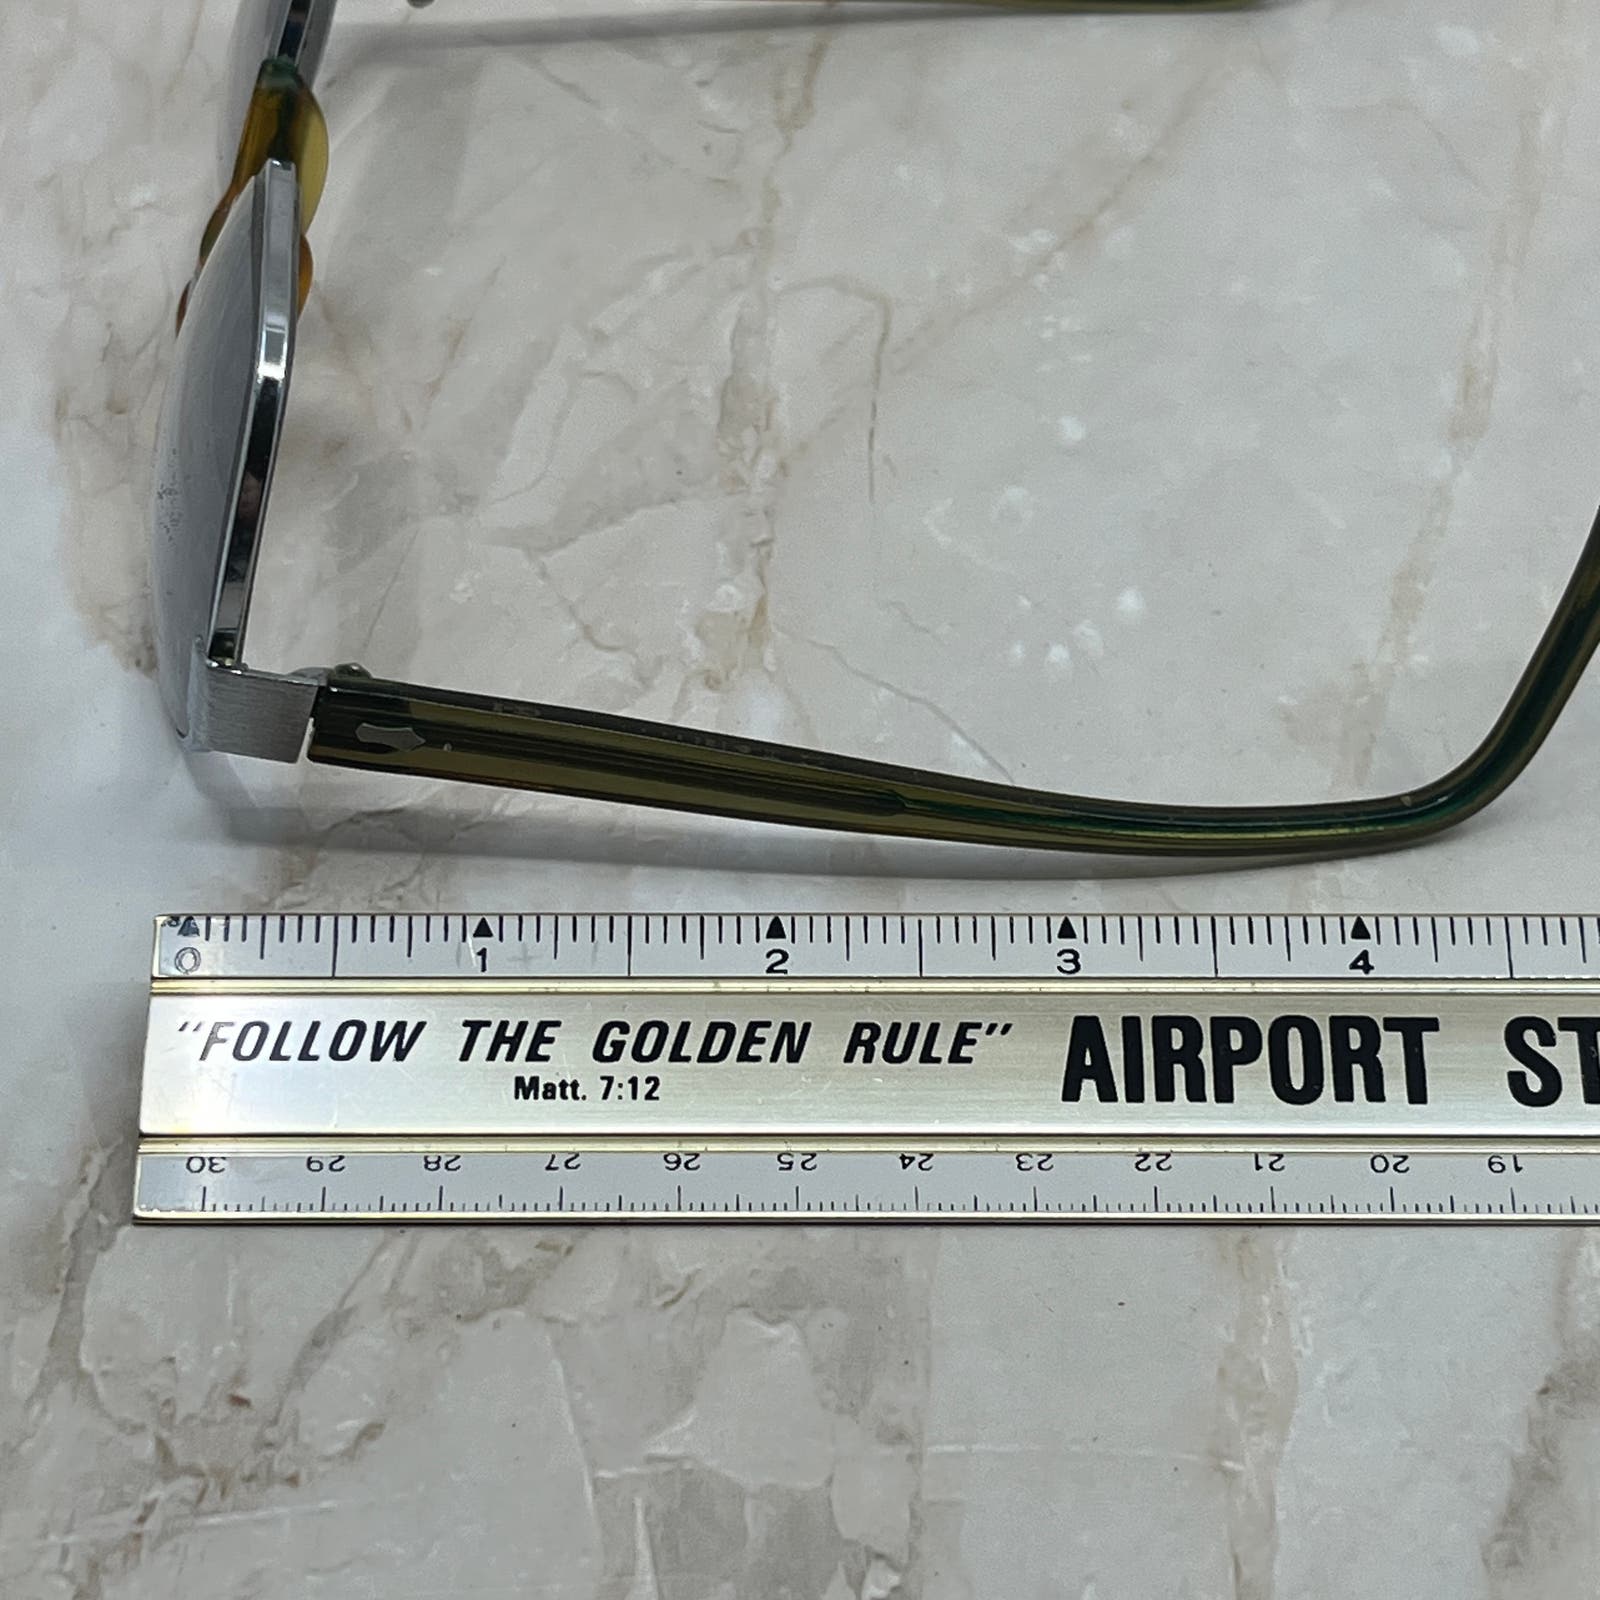 0 1 2 3 4
"FOLLOW THE GOLDEN RULE" AIRPORT ST
Matt. 7:12
30 29 28 27 26 25 24 23 22 21 20 19